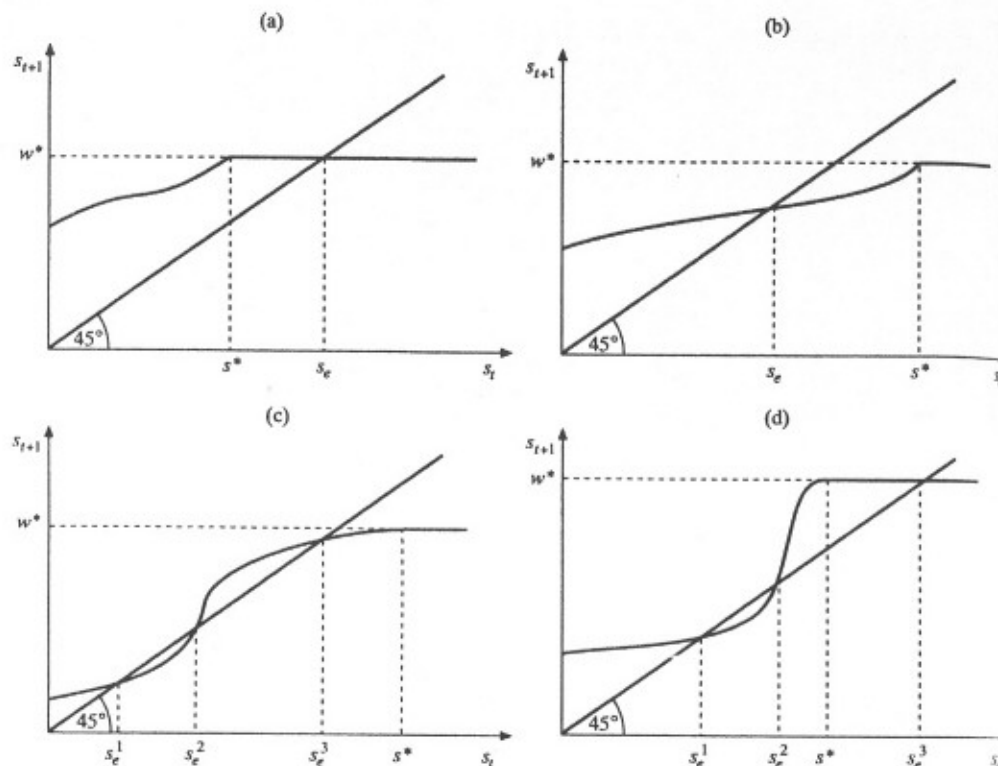 (a)
s_{t+1}
w*
45°
s*
s_e
s_t
(b)
s_{t+1}
w*
45°
s_e
s*
s
(c)
s_{t+1}
w*
45°
s_e^1
s_e^2
s_e^3
s*
s_t
(d)
s_{t+1}
w*
45°
s_e^1
s_e^2
s*
s_e^3
s